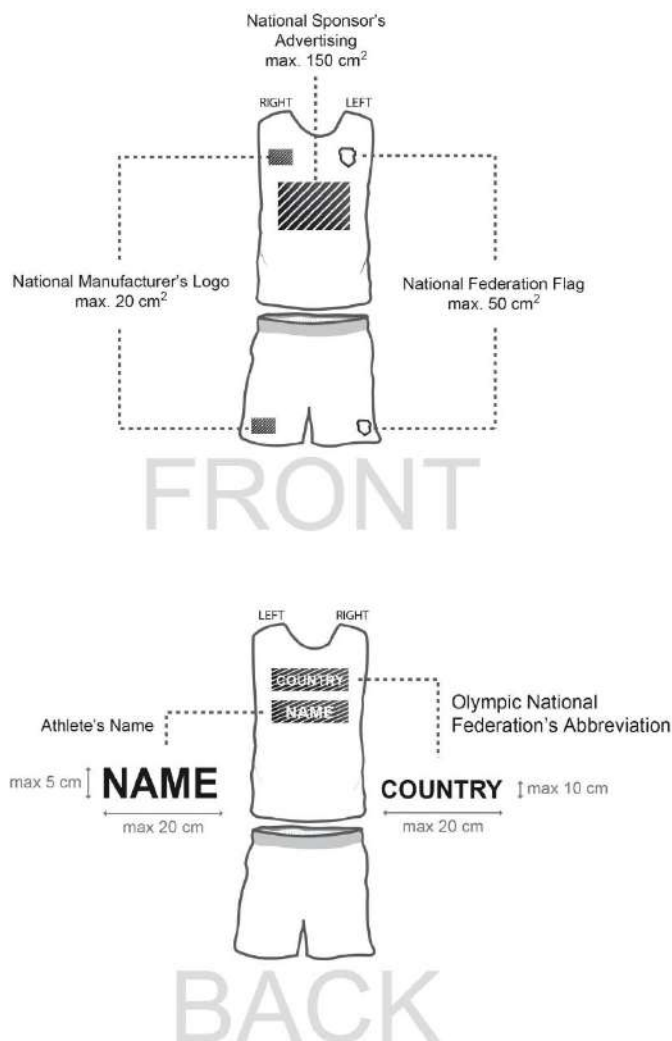 National Sponsor's
Advertising
max. 150 cm²
RIGHT
LEFT
National Manufacturer's Logo
max. 20 cm²
National Federation Flag
max. 50 cm²
FRONT
LEFT
RIGHT
COUNTRY
NAME
Athlete's Name
Olympic National
Federation's Abbreviation
max 5 cm
NAME
max 20 cm
COUNTRY
max 10 cm
max 20 cm
BACK